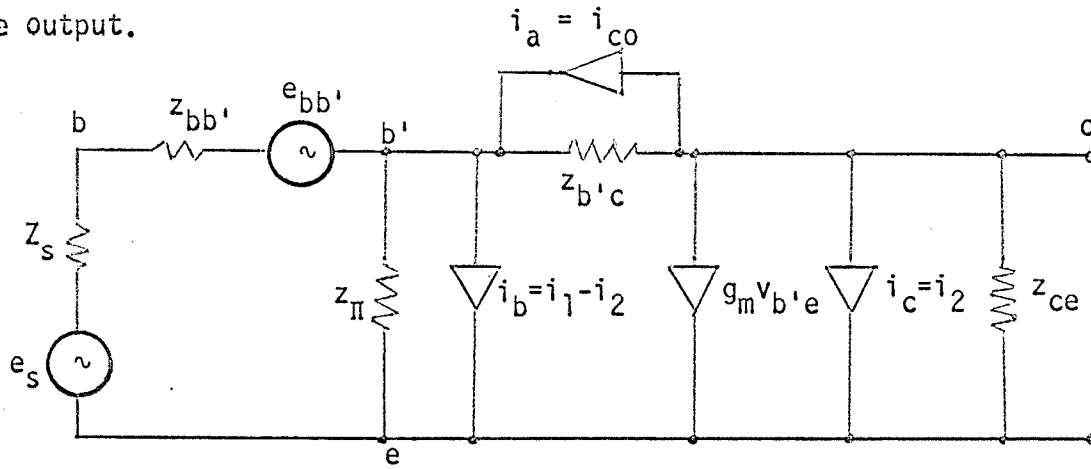 e output.
i_a = i_co
e_bb'
z_bb'
b
b'
c
z_b'c
Z_s
z_π
i_b=i_1-i_2
g_m v_b'e
i_c=i_2
z_ce
e_s
~
~
e